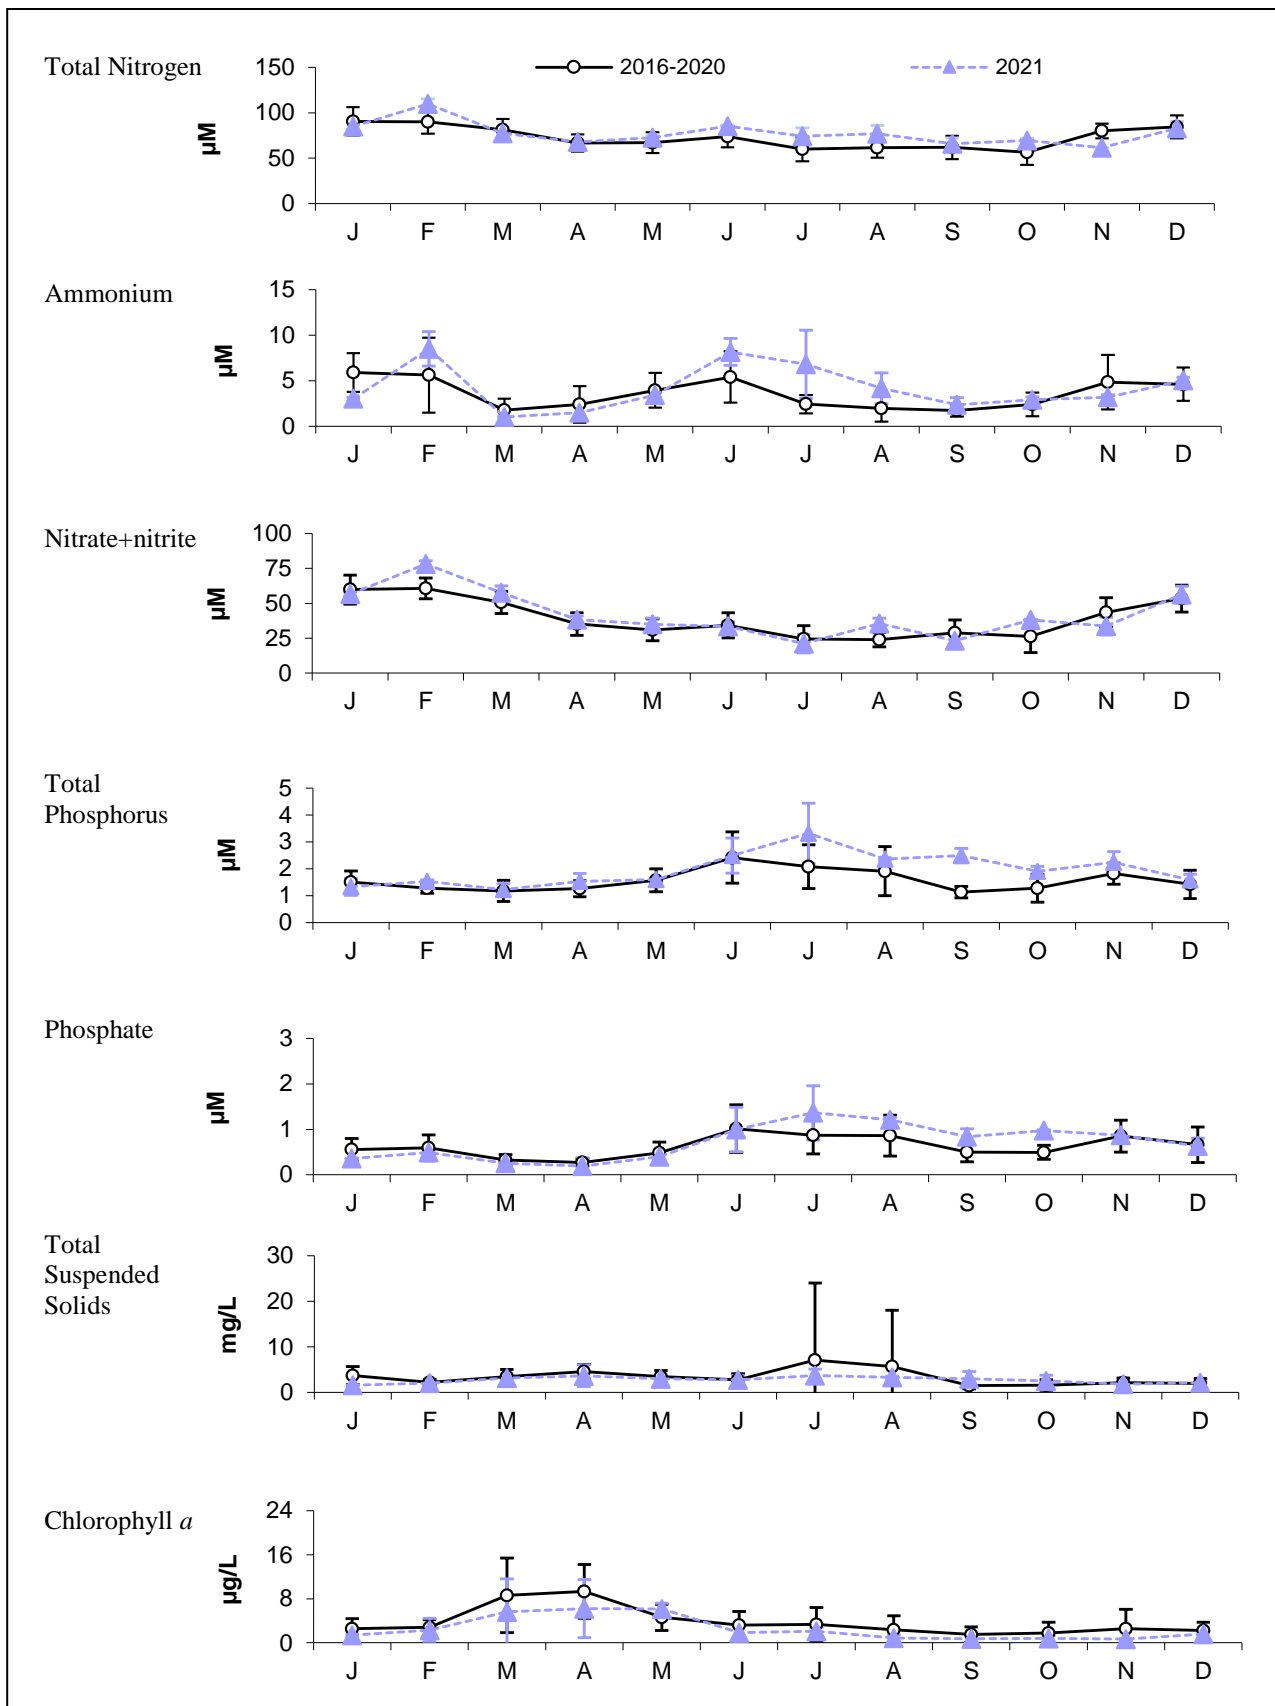 Total Nitrogen
2016-2020
2021
µM
150
100
50
0
J F M A M J J A S O N D
Ammonium
µM
15
10
5
0
J F M A M J J A S O N D
Nitrate+nitrite
µM
100
75
50
25
0
J F M A M J J A S O N D
Total
Phosphorus
µM
5
4
3
2
1
0
J F M A M J J A S O N D
Phosphate
µM
3
2
1
0
J F M A M J J A S O N D
Total
Suspended
Solids
mg/L
30
20
10
0
J F M A M J J A S O N D
Chlorophyll a
µg/L
24
16
8
0
J F M A M J J A S O N D